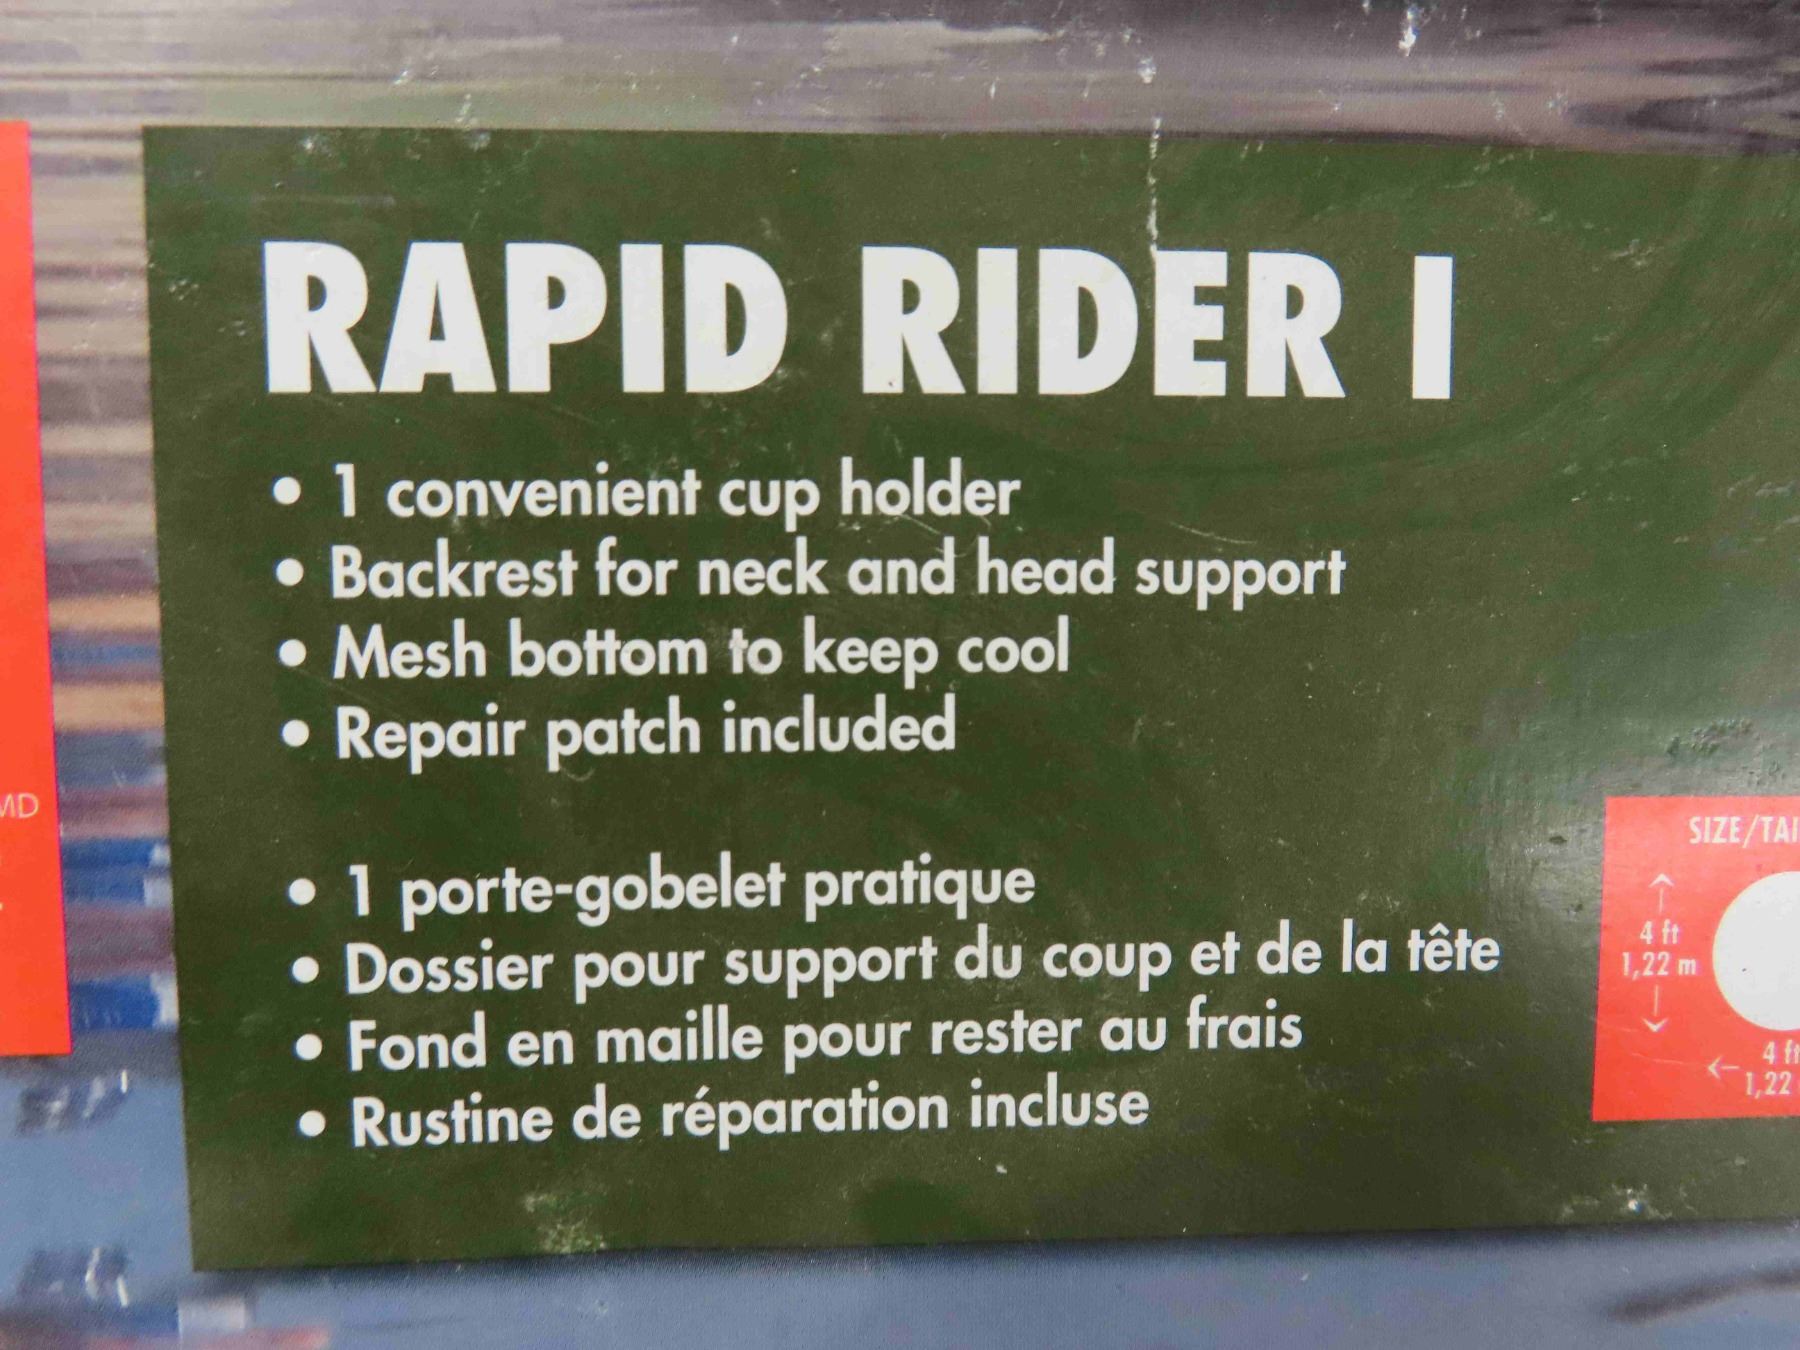 RAPID RIDER I
• 1 convenient cup holder
• Backrest for neck and head support
• Mesh bottom to keep cool
• Repair patch included
• 1 porte-gobelet pratique
• Dossier pour support du coup et de la tête
• Fond en maille pour rester au frais
• Rustine de réparation incluse
MD
SIZE/TAI
4 ft
1,22 m
4 ft
1,22